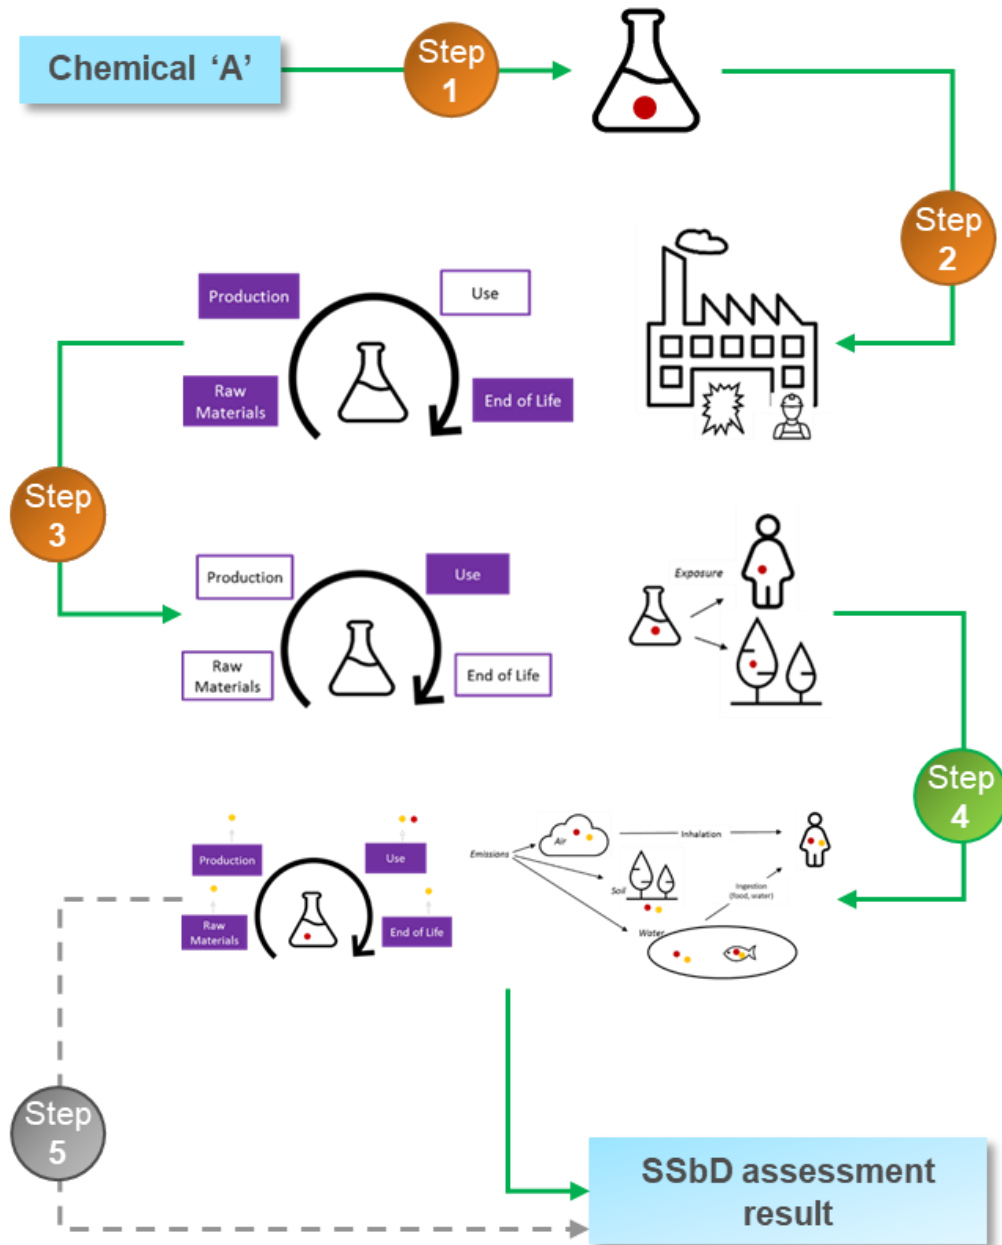 Chemical ‘A’
Step
1
Step
2
Production
Use
Raw
Materials
End of Life
Step
3
Production
Use
Raw
Materials
End of Life
Exposure
Step
4
Production
Use
Raw
Materials
End of Life
Emissions
Air
Inhalation
Soil
Ingestion
(food, water)
Water
Step
5
SSbD assessment
result